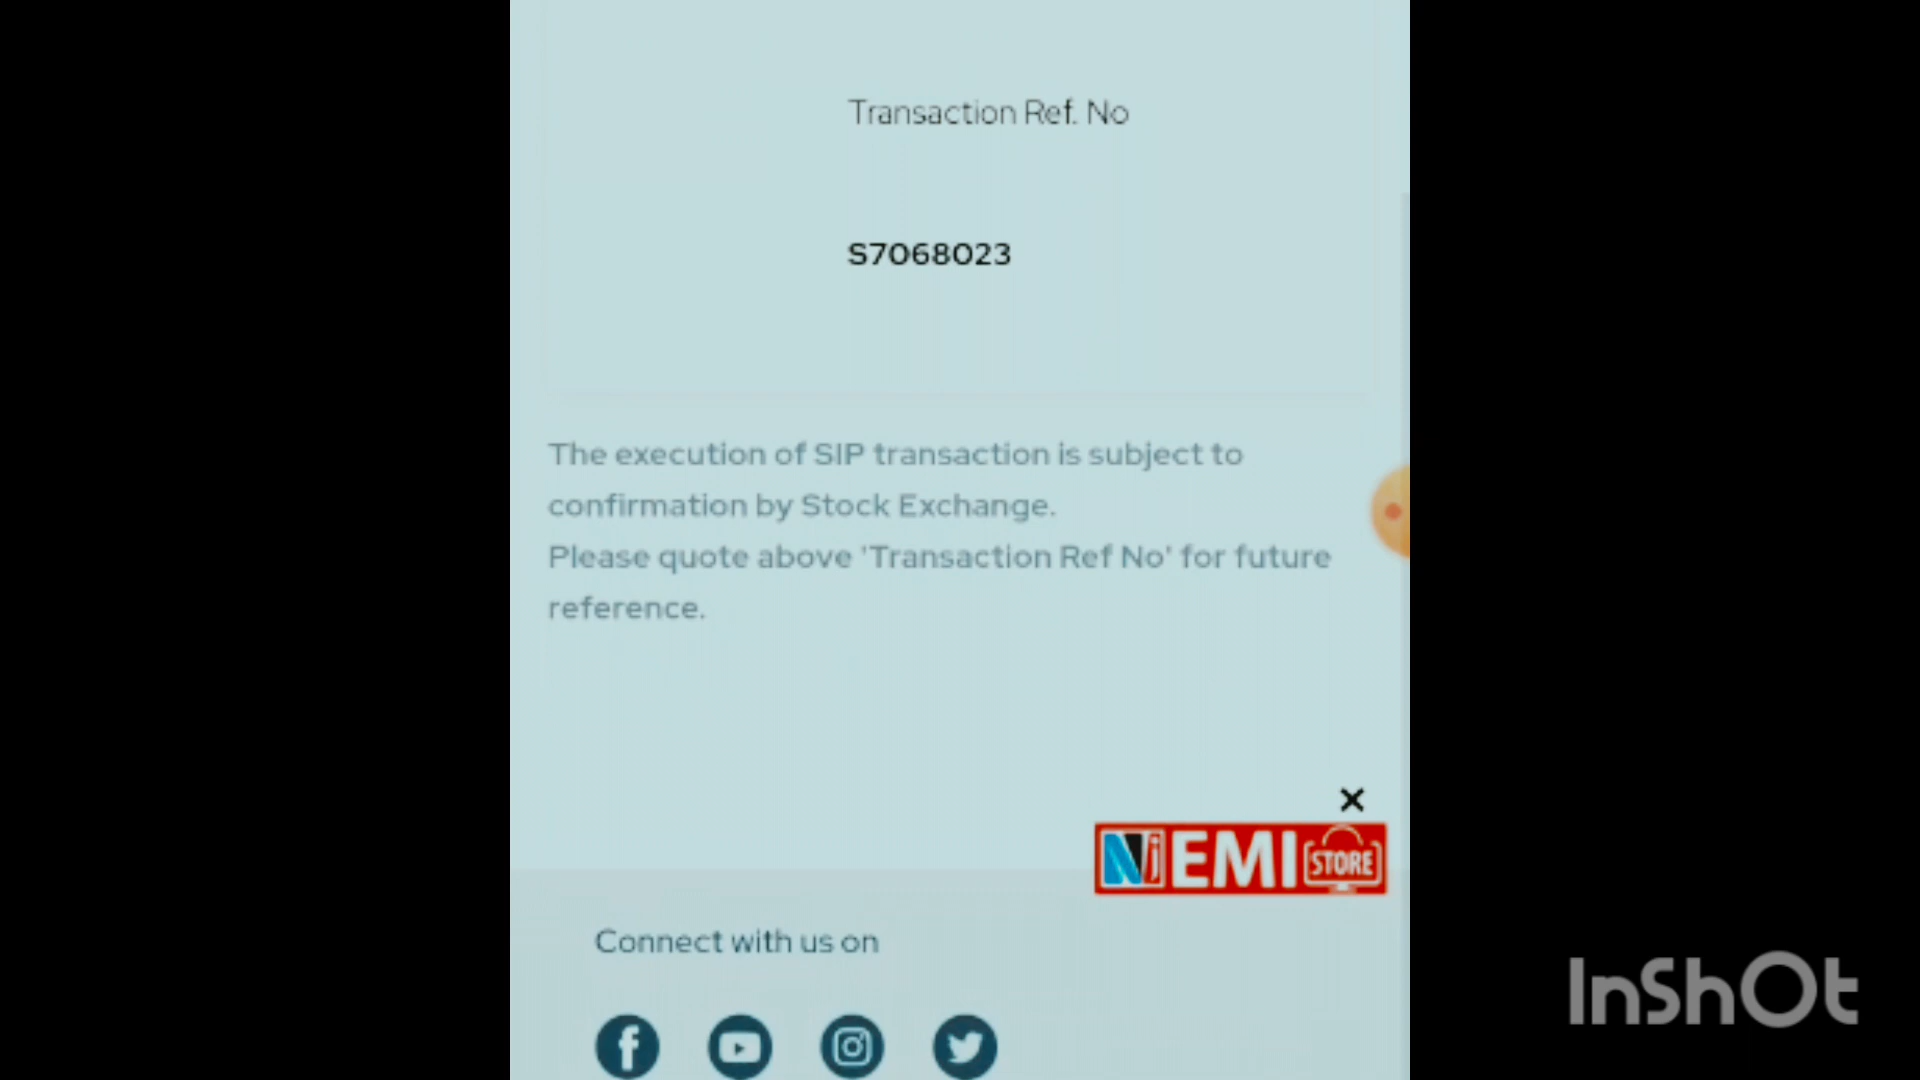 Transaction Ref. No
S7068023
The execution of SIP transaction is subject to
confirmation by Stock Exchange.
Please quote above 'Transaction Ref No' for future
reference.
Nj EMI STORE
Connect with us on
InShOt